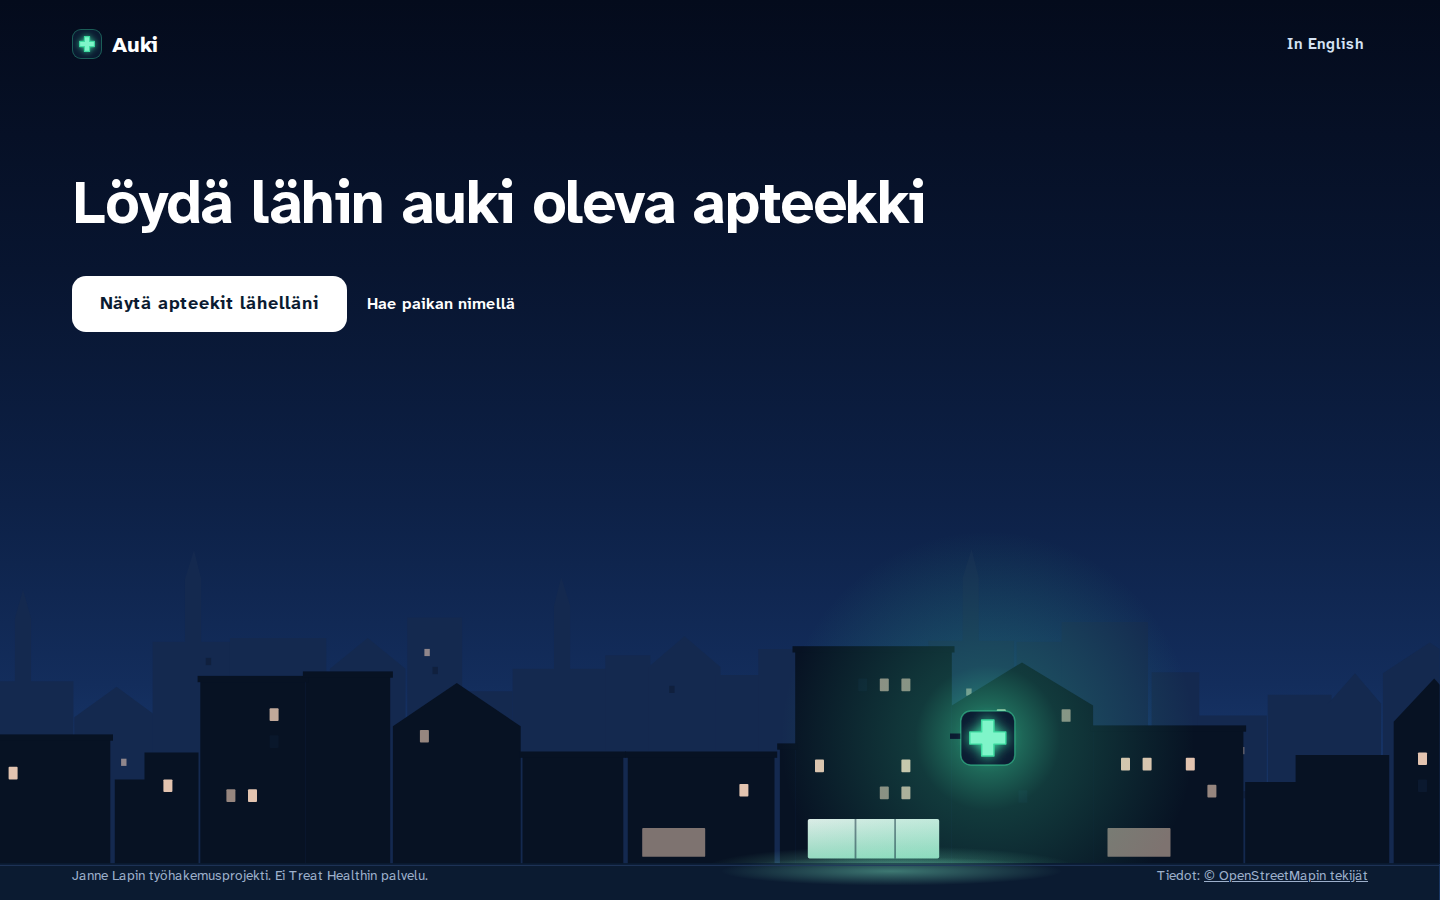 Auki
In English
Löydä lähin auki oleva apteekki
Näytä apteekit lähelläni
Hae paikan nimellä
Janne Lapin työhakemusprojekti. Ei Treat Healthin palvelu.
Tiedot: © OpenStreetMapin tekijät